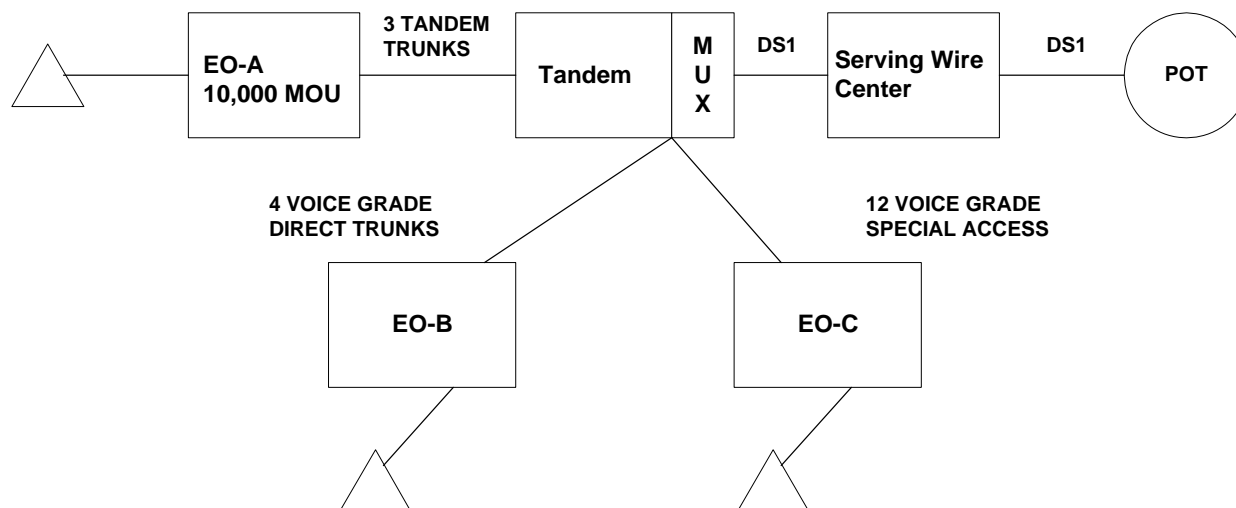 3 TANDEM
TRUNKS
EO-A
10,000 MOU
Tandem
M
U
X
DS1
Serving Wire
Center
DS1
POT
4 VOICE GRADE
DIRECT TRUNKS
12 VOICE GRADE
SPECIAL ACCESS
EO-B
EO-C